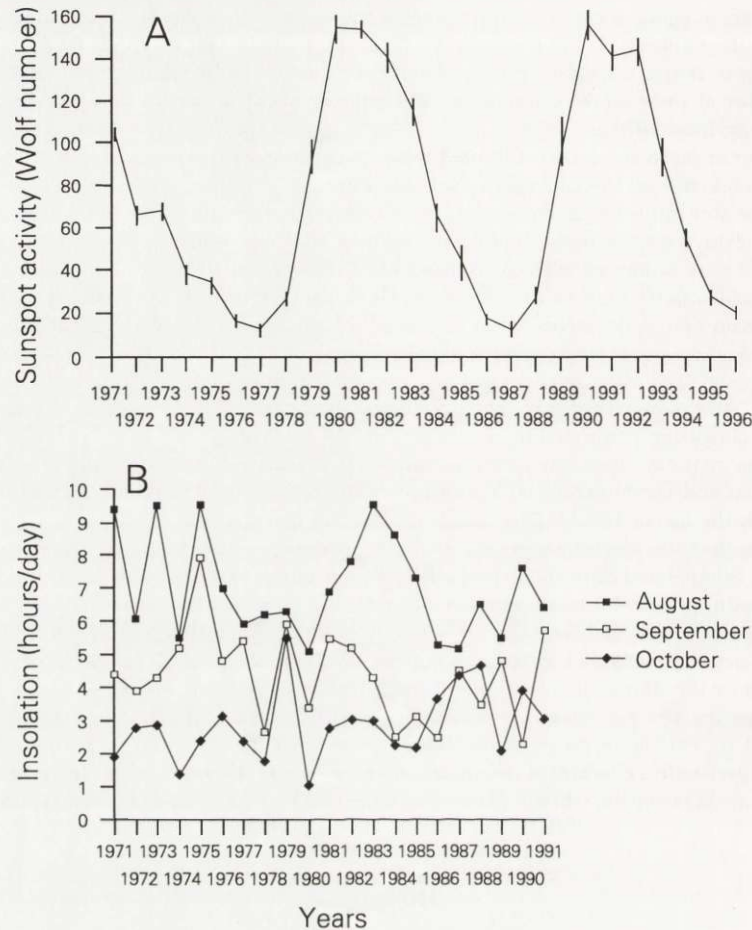 A
Sunspot activity (Wolf number)
160
140
120
100
80
60
40
20
0
1971 1973 1975 1977 1979 1981 1983 1985 1987 1989 1991 1993 1995
1972 1974 1976 1978 1980 1982 1984 1986 1988 1990 1992 1994 1996
B
Insolation (hours/day)
10
9
8
7
6
5
4
3
2
1
0
August
September
October
1971 1973 1975 1977 1979 1981 1983 1985 1987 1989 1991
1972 1974 1976 1978 1980 1982 1984 1986 1988 1990
Years